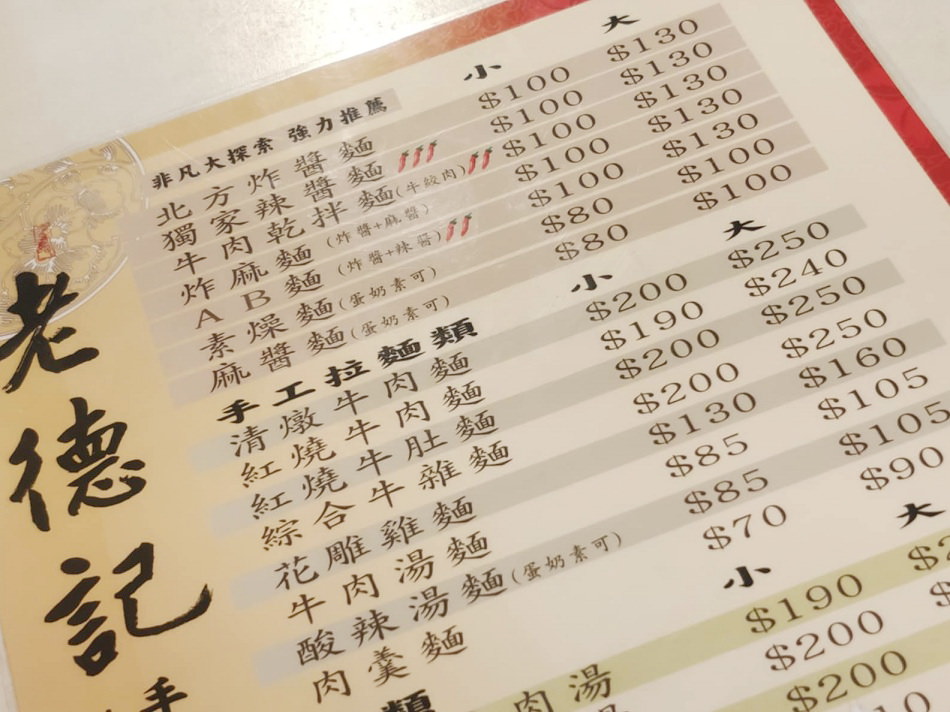 非凡大探索 強力推薦 小 大
北方炸醬麵 $100 $130
獨家辣醬麵 $100 $130
牛肉乾拌麵(牛絞肉) $100 $130
炸麻麵(炸醬+麻醬) $100 $130
AB麵(炸醬+辣醬) $100 $130
素燥麵(蛋奶素可) $80 $100
麻醬麵(蛋奶素可) $80 $100
手工拉麵類 小 大
清燉牛肉麵 $200 $250
紅燒牛肉麵 $190 $240
紅燒牛肚麵 $200 $250
綜合牛雜麵 $200 $250
花雕雞麵 $130 $160
牛肉湯麵 $85 $105
酸辣湯麵(蛋奶素可) $85 $105
肉羹麵 $70 $90
類 小 大
肉湯 $190
$200
$200
老德記
手